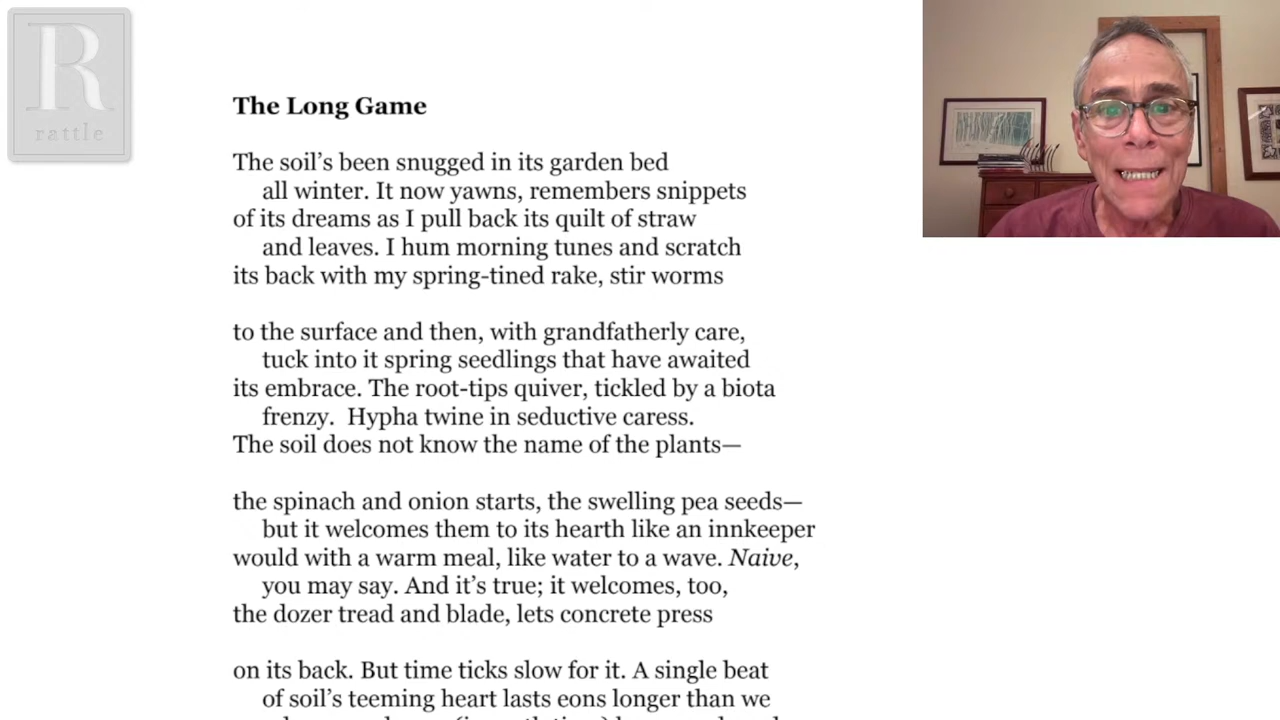 R
rattle
The Long Game
The soil’s been snugged in its garden bed
all winter. It now yawns, remembers snippets
of its dreams as I pull back its quilt of straw
and leaves. I hum morning tunes and scratch
its back with my spring-tined rake, stir worms
to the surface and then, with grandfatherly care,
tuck into it spring seedlings that have awaited
its embrace. The root-tips quiver, tickled by a biota
frenzy.  Hypha twine in seductive caress.
The soil does not know the name of the plants—
the spinach and onion starts, the swelling pea seeds—
but it welcomes them to its hearth like an innkeeper
would with a warm meal, like water to a wave. Naive,
you may say. And it’s true; it welcomes, too,
the dozer tread and blade, lets concrete press
on its back. But time ticks slow for it. A single beat
of soil’s teeming heart lasts eons longer than we